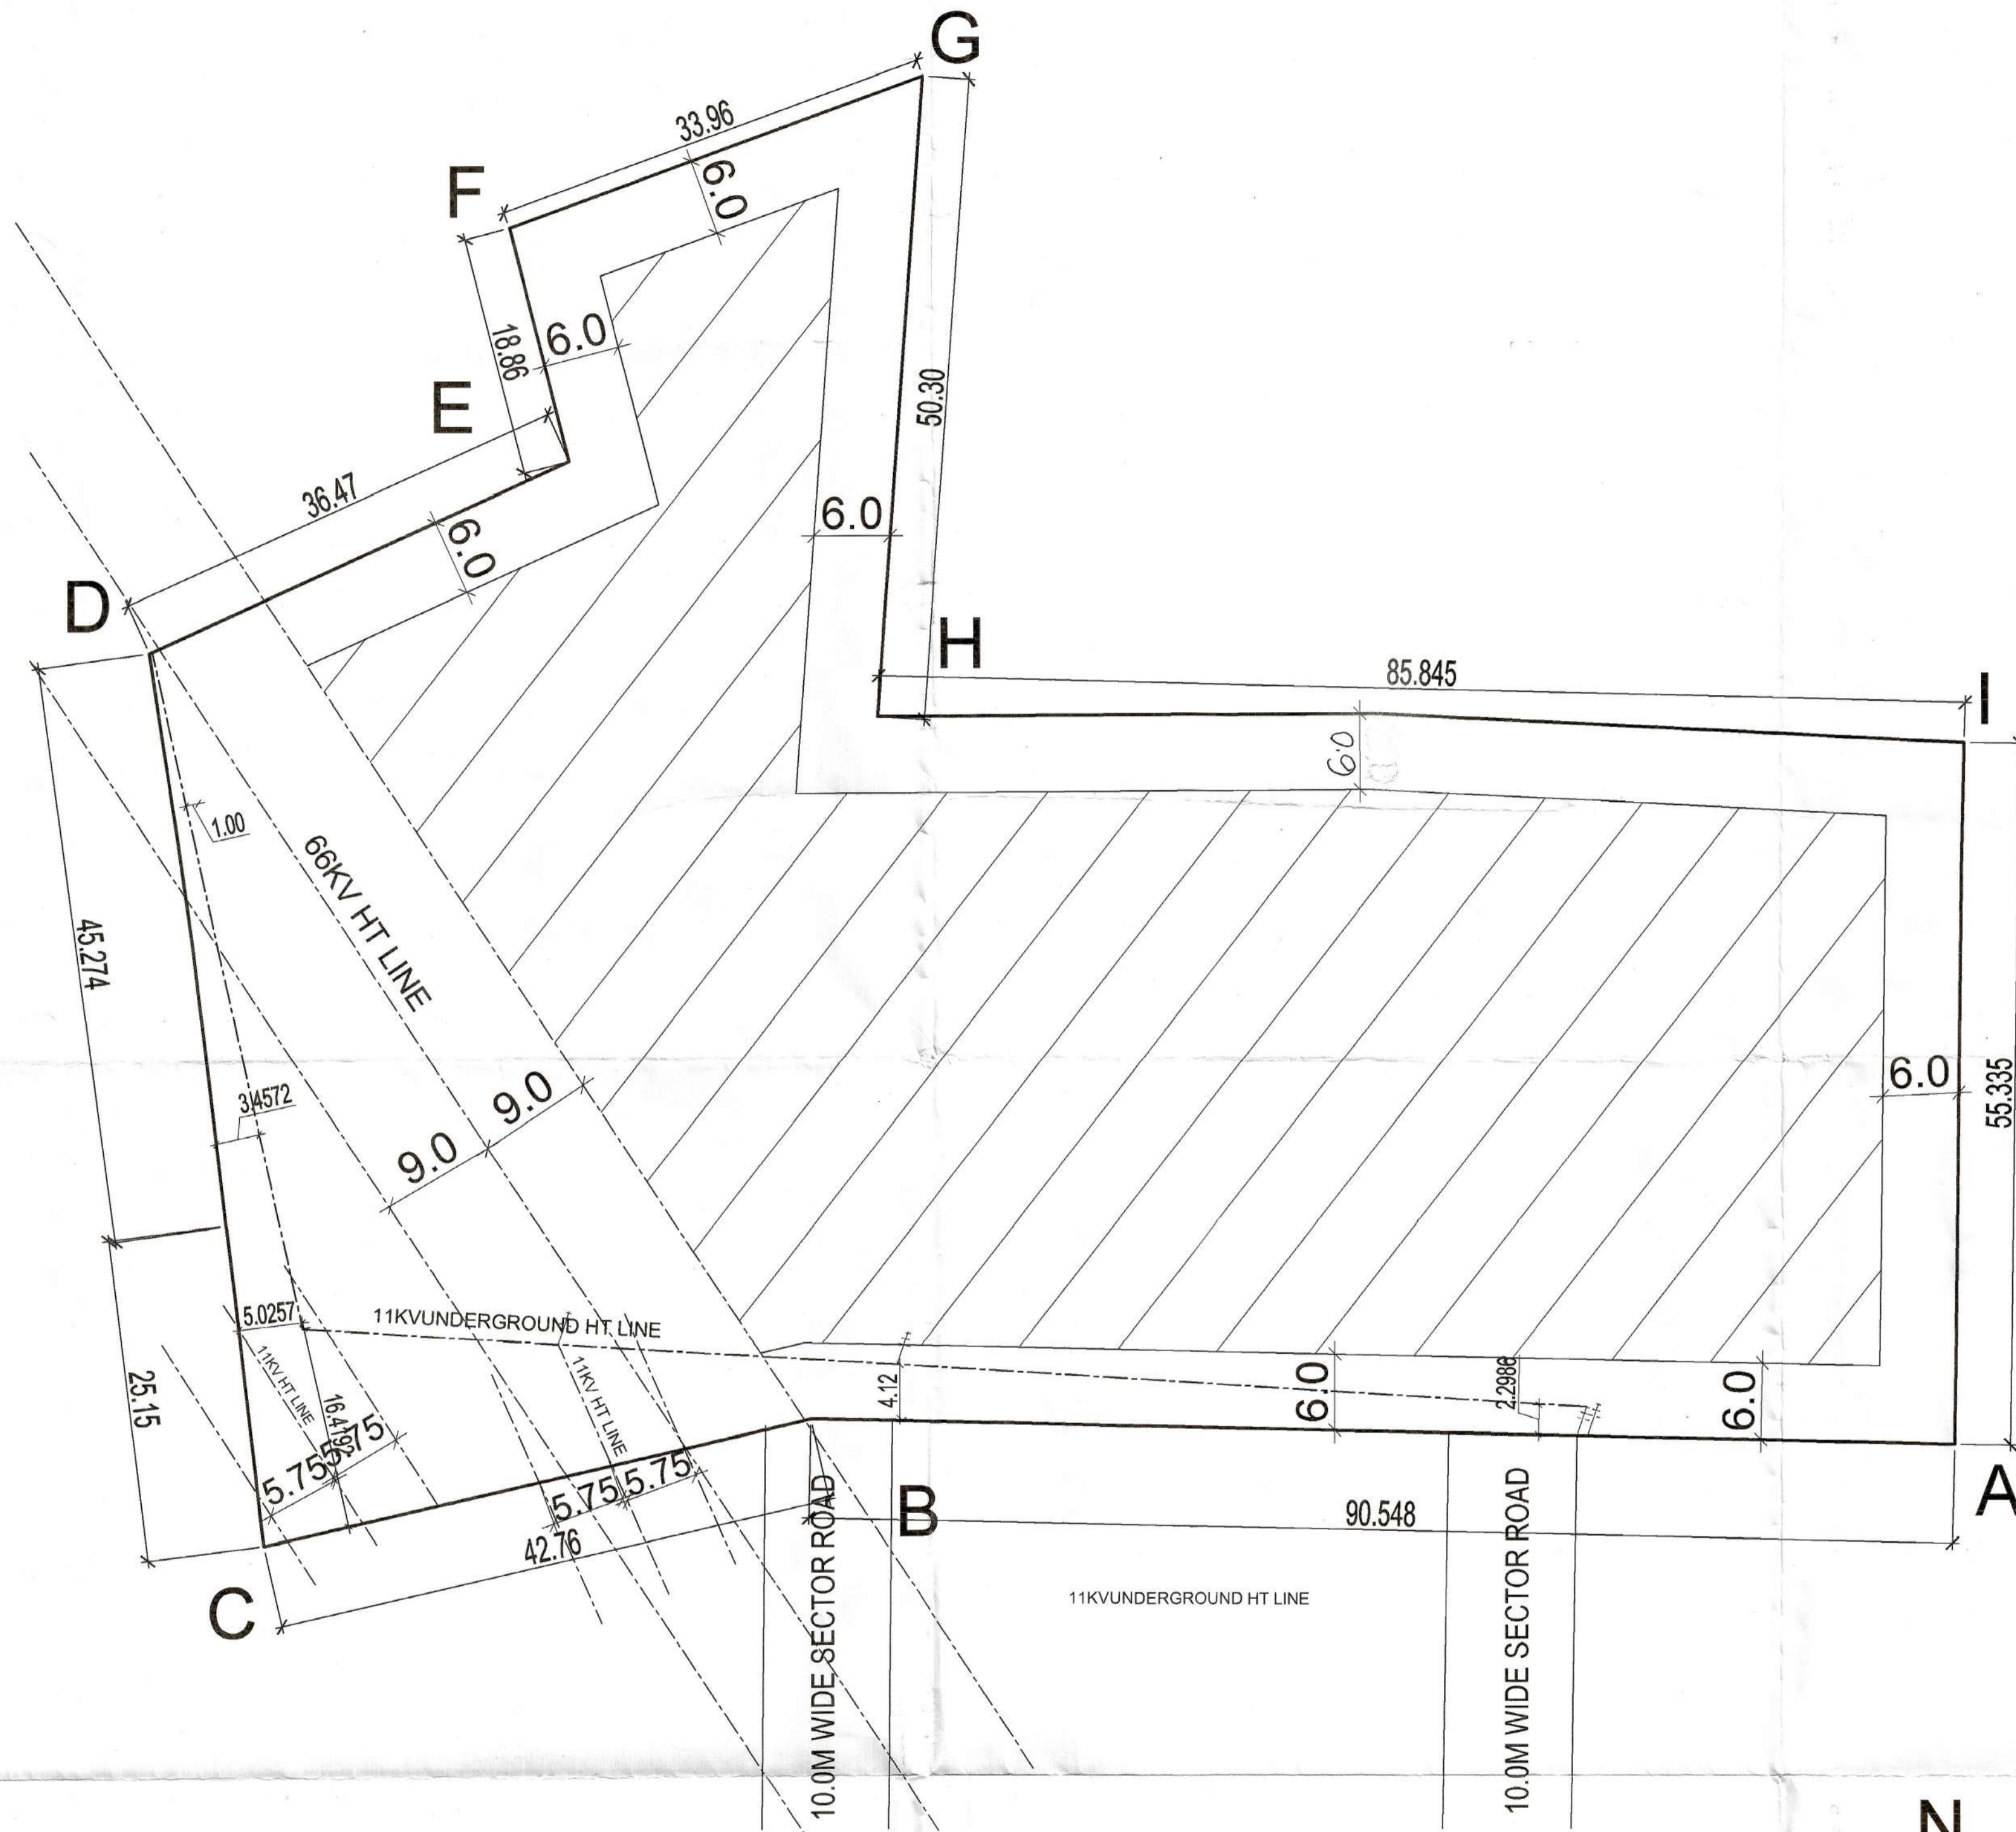 G
33.96
6.0
F
18.86
6.0
E
50.30
36.47
6.0
6.0
D
H
85.845
I
6.0
1.00
66KV HT LINE
45.274
3.4572
9.0
9.0
6.0
55.335
5.0257
11KVUNDERGROUND HT LINE
11KV HT LINE
11KV HT LINE
4.12
6.0
2.2986
6.0
25.15
16.4792
5.75
5.75
5.75
5.75
42.76
B
90.548
A
C
10.0M WIDE SECTOR ROAD
11KVUNDERGROUND HT LINE
10.0M WIDE SECTOR ROAD
N